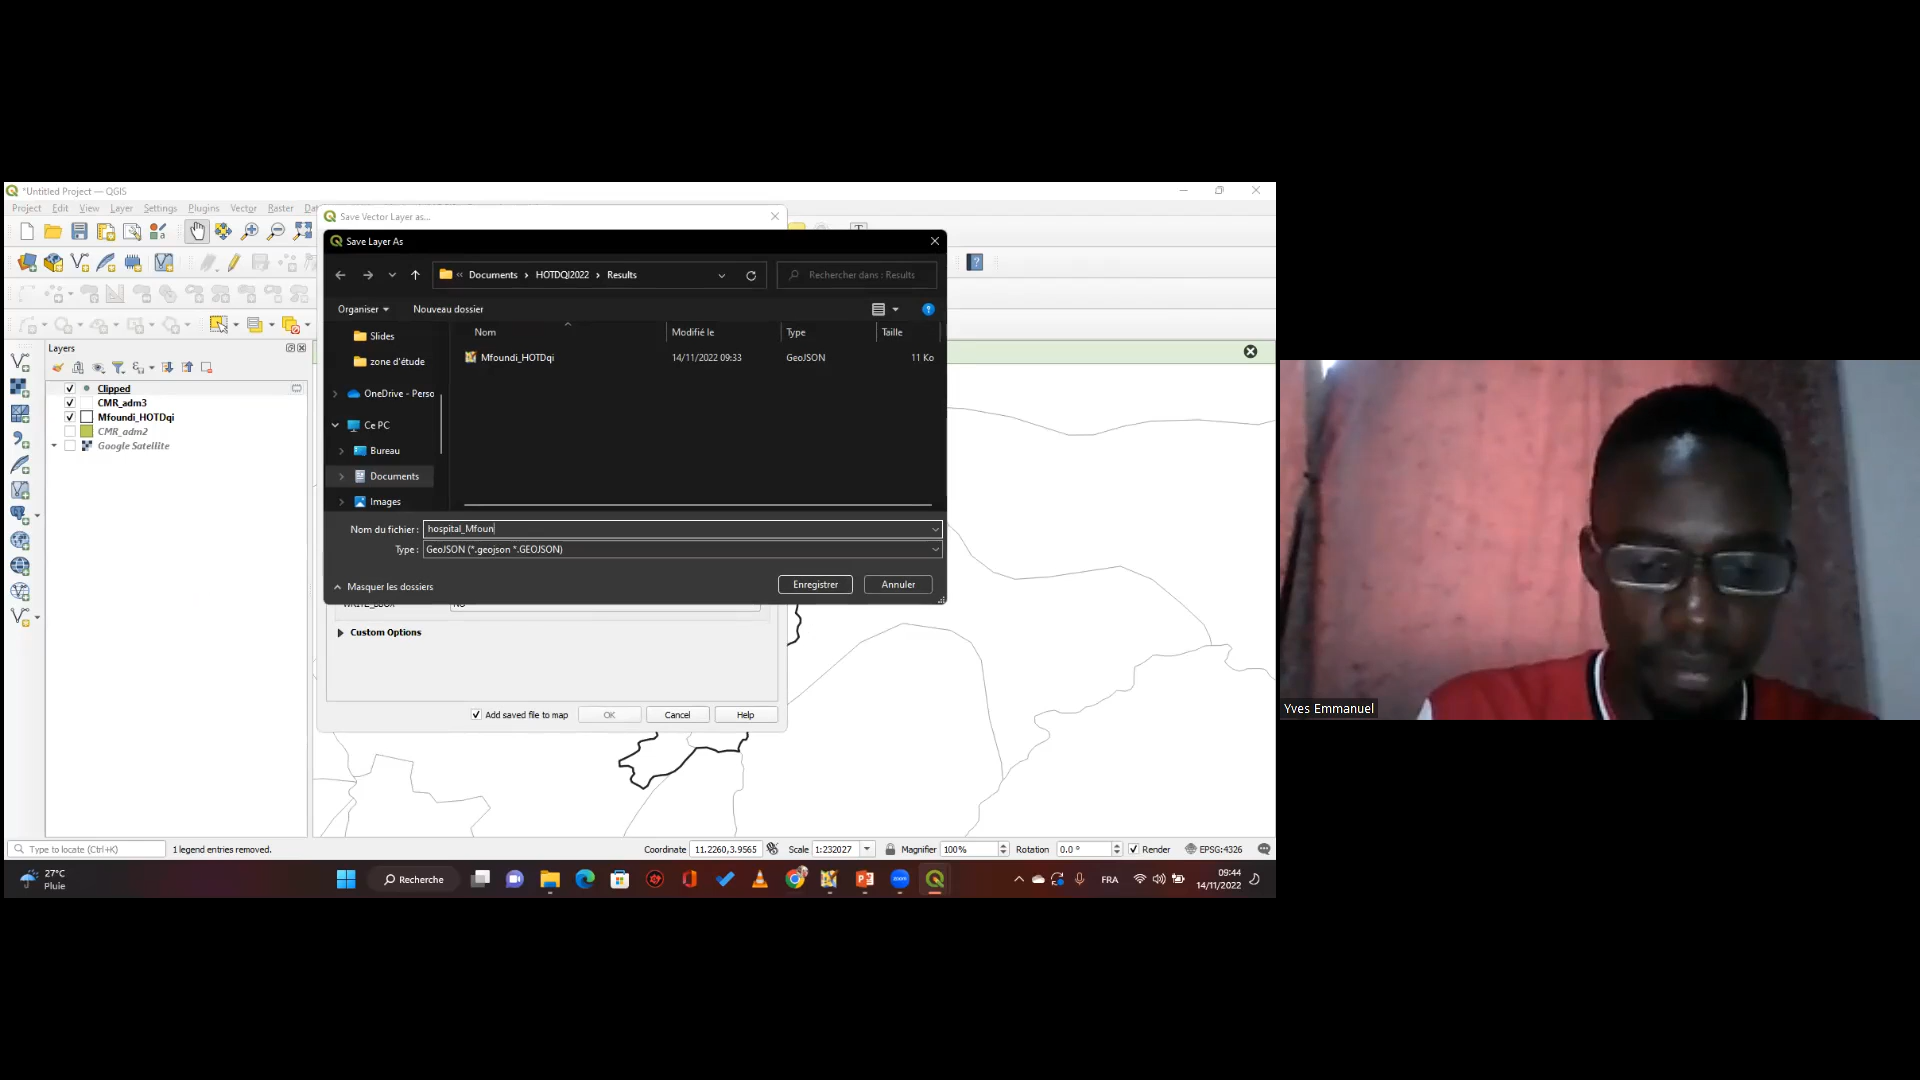 *Untitled Project — QGIS
Project Edit View Layer Settings Plugins Vector Raster
Save Vector Layer as...
Save Layer As
Documents › HOTDQI2022 › Results
Rechercher dans : Results
Organiser Nouveau dossier
Nom Modifié le Type Taille
Slides
zone d'étude
OneDrive - Perso
Ce PC
Bureau
Documents
Images
Mfoundi_HOTDqi 14/11/2022 09:33 GeoJSON 11 Ko
Nom du fichier : hospital_Mfoun
Type : GeoJSON (*.geojson *.GEOJSON)
Masquer les dossiers
Enregistrer Annuler
Layers
Clipped
CMR_adm3
Mfoundi_HOTDqi
CMR_adm2
Google Satellite
Custom Options
Add saved file to map OK Cancel Help
Type to locate (Ctrl+K) 1 legend entries removed. Coordinate 11.2260,3.9565 Scale 1:232027 Magnifier 100% Rotation 0.0 ° Render EPSG:4326
27°C
Pluie
Recherche
zoom
FRA
09:44
14/11/2022
Yves Emmanuel